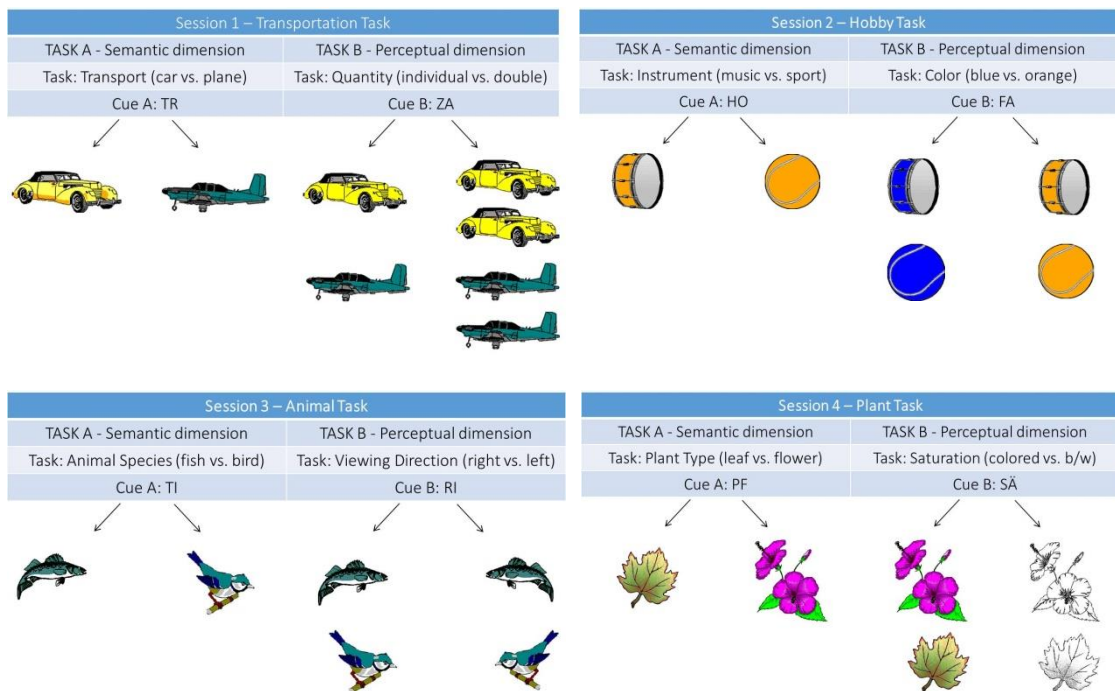 Session 1 – Transportation Task
TASK A - Semantic dimension
TASK B - Perceptual dimension
Task: Transport (car vs. plane)
Task: Quantity (individual vs. double)
Cue A: TR
Cue B: ZA
Session 2 – Hobby Task
TASK A - Semantic dimension
TASK B - Perceptual dimension
Task: Instrument (music vs. sport)
Task: Color (blue vs. orange)
Cue A: HO
Cue B: FA
Session 3 – Animal Task
TASK A - Semantic dimension
TASK B - Perceptual dimension
Task: Animal Species (fish vs. bird)
Task: Viewing Direction (right vs. left)
Cue A: TI
Cue B: RI
Session 4 – Plant Task
TASK A - Semantic dimension
TASK B - Perceptual dimension
Task: Plant Type (leaf vs. flower)
Task: Saturation (colored vs. b/w)
Cue A: PF
Cue B: SÄ